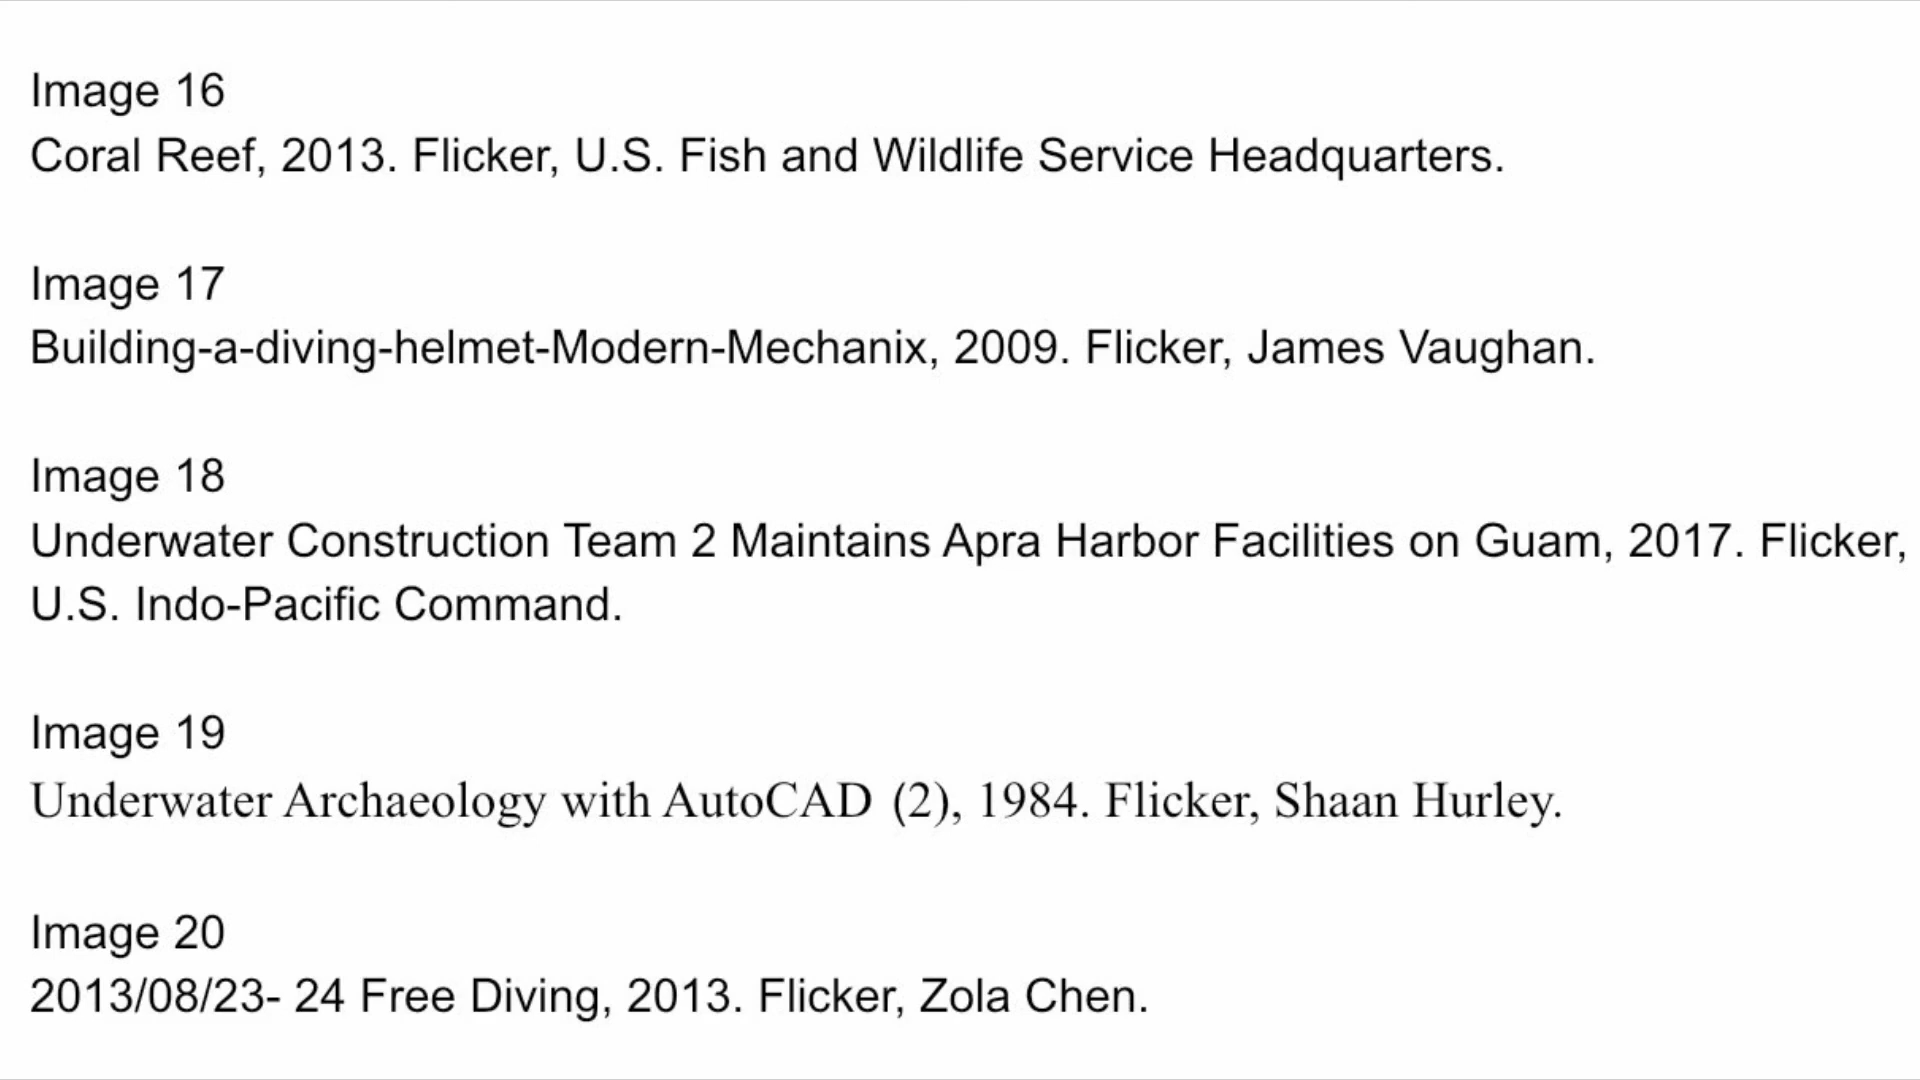 Image 16
Coral Reef, 2013. Flicker, U.S. Fish and Wildlife Service Headquarters.
Image 17
Building-a-diving-helmet-Modern-Mechanix, 2009. Flicker, James Vaughan.
Image 18
Underwater Construction Team 2 Maintains Apra Harbor Facilities on Guam, 2017. Flicker,
U.S. Indo-Pacific Command.
Image 19
Underwater Archaeology with AutoCAD (2), 1984. Flicker, Shaan Hurley.
Image 20
2013/08/23- 24 Free Diving, 2013. Flicker, Zola Chen.